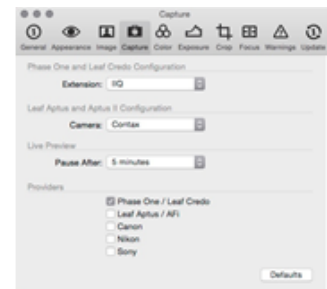 Capture
General Appearance Image Capture Color Exposure Crop Focus Warnings Update
Phase One and Leaf Credo Configuration
Extension: IIQ
Leaf Aptus and Aptus II Configuration
Camera: Contax
Live Preview
Pause After: 5 minutes
Providers
Phase One / Leaf Credo
Leaf Aptus / AFi
Canon
Nikon
Sony
Defaults